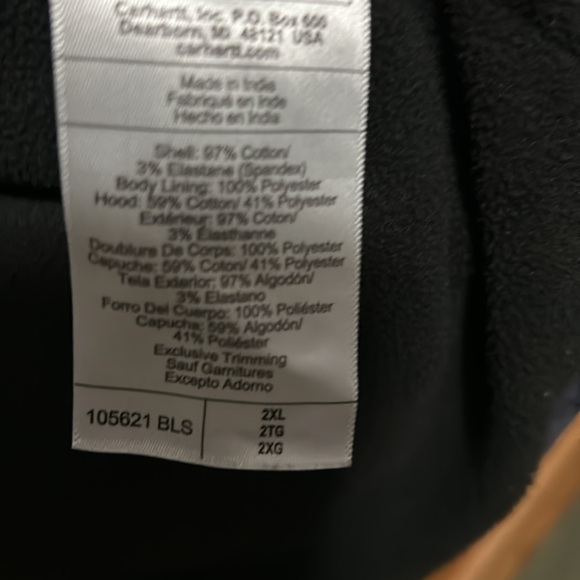 Carhartt, Inc. P.O. Box 600
Dearborn, MI 48121 USA
carhartt.com
Made in India
Fabriqué en Inde
Hecho en India
Shell: 97% Cotton/
3% Elastane (Spandex)
Body Lining: 100% Polyester
Hood: 59% Cotton/ 41% Polyester
Extérieur: 97% Coton/
3% Élasthanne
Doublure De Corps: 100% Polyester
Capuche: 59% Coton/ 41% Polyester
Tela Exterior: 97% Algodón/
3% Elastano
Forro Del Cuerpo: 100% Poliéster
Capucha: 59% Algodón/
41% Poliéster
Exclusive Trimming
Sauf Garnitures
Excepto Adorno
105621 BLS
2XL
2TG
2XG